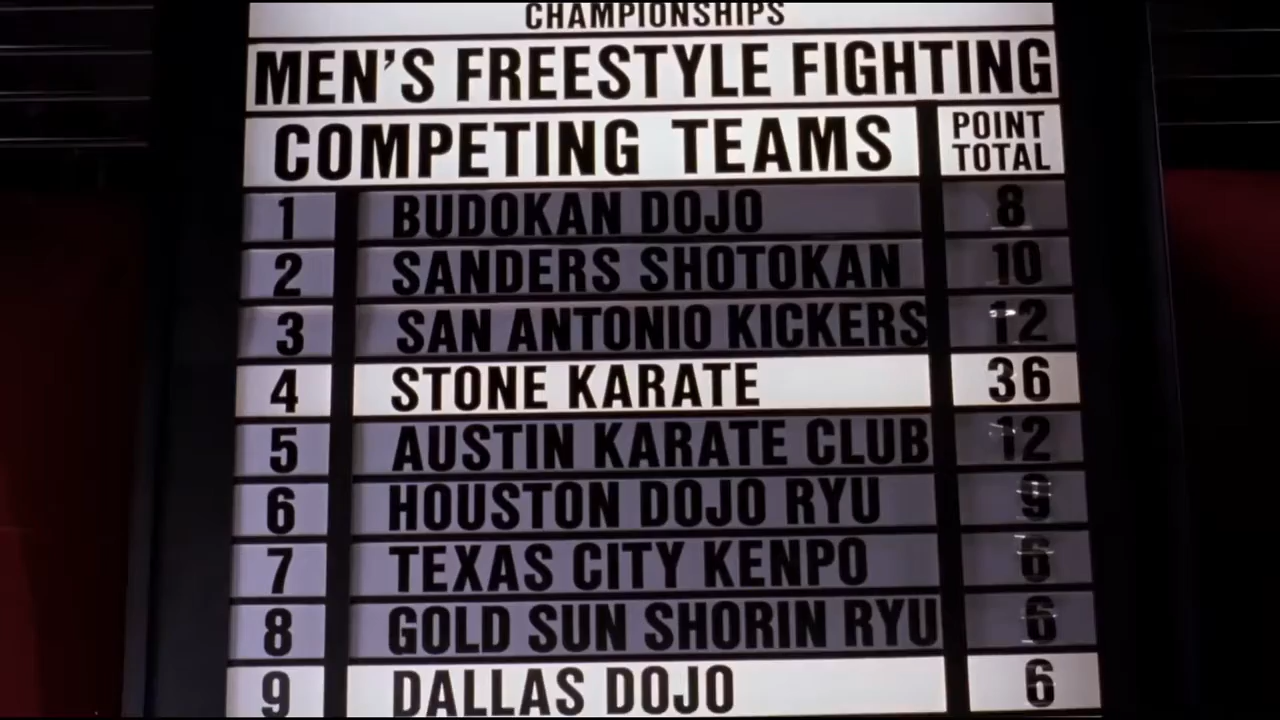 CHAMPIONSHIPS
MEN'S FREESTYLE FIGHTING
COMPETING TEAMS POINT TOTAL
1 BUDOKAN DOJO 8
2 SANDERS SHOTOKAN 10
3 SAN ANTONIO KICKERS 12
4 STONE KARATE 36
5 AUSTIN KARATE CLUB 12
6 HOUSTON DOJO RYU 9
7 TEXAS CITY KENPO 6
8 GOLD SUN SHORIN RYU 6
9 DALLAS DOJO 6